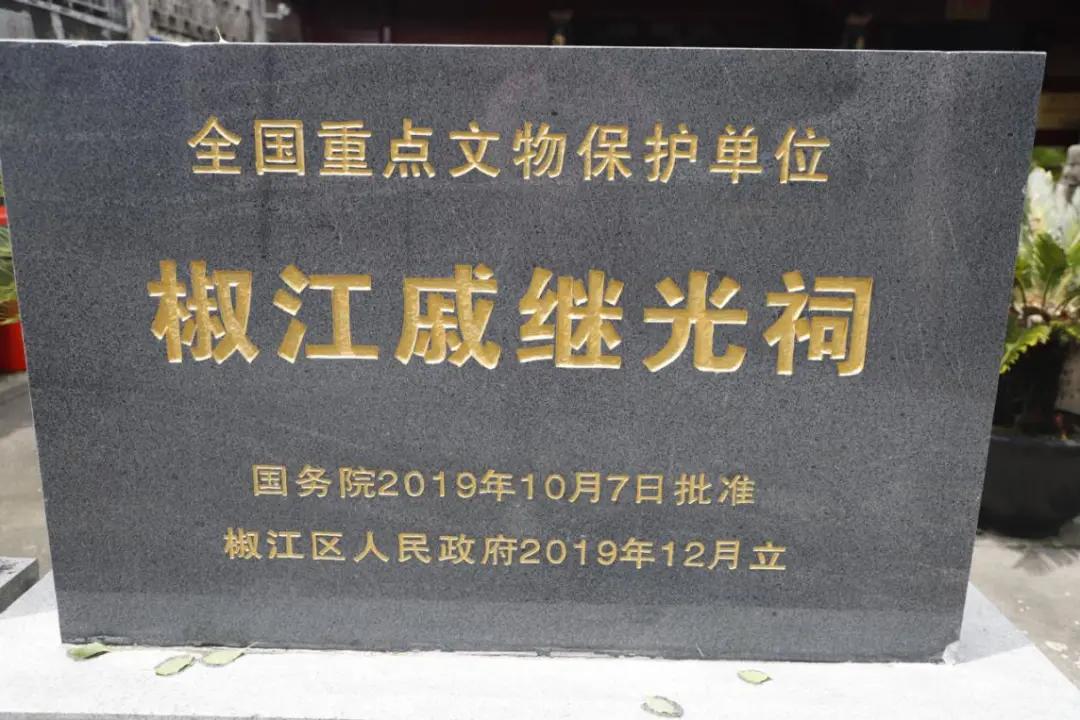 全国重点文物保护单位
椒江戚继光祠
国务院2019年10月7日批准
椒江区人民政府2019年12月立